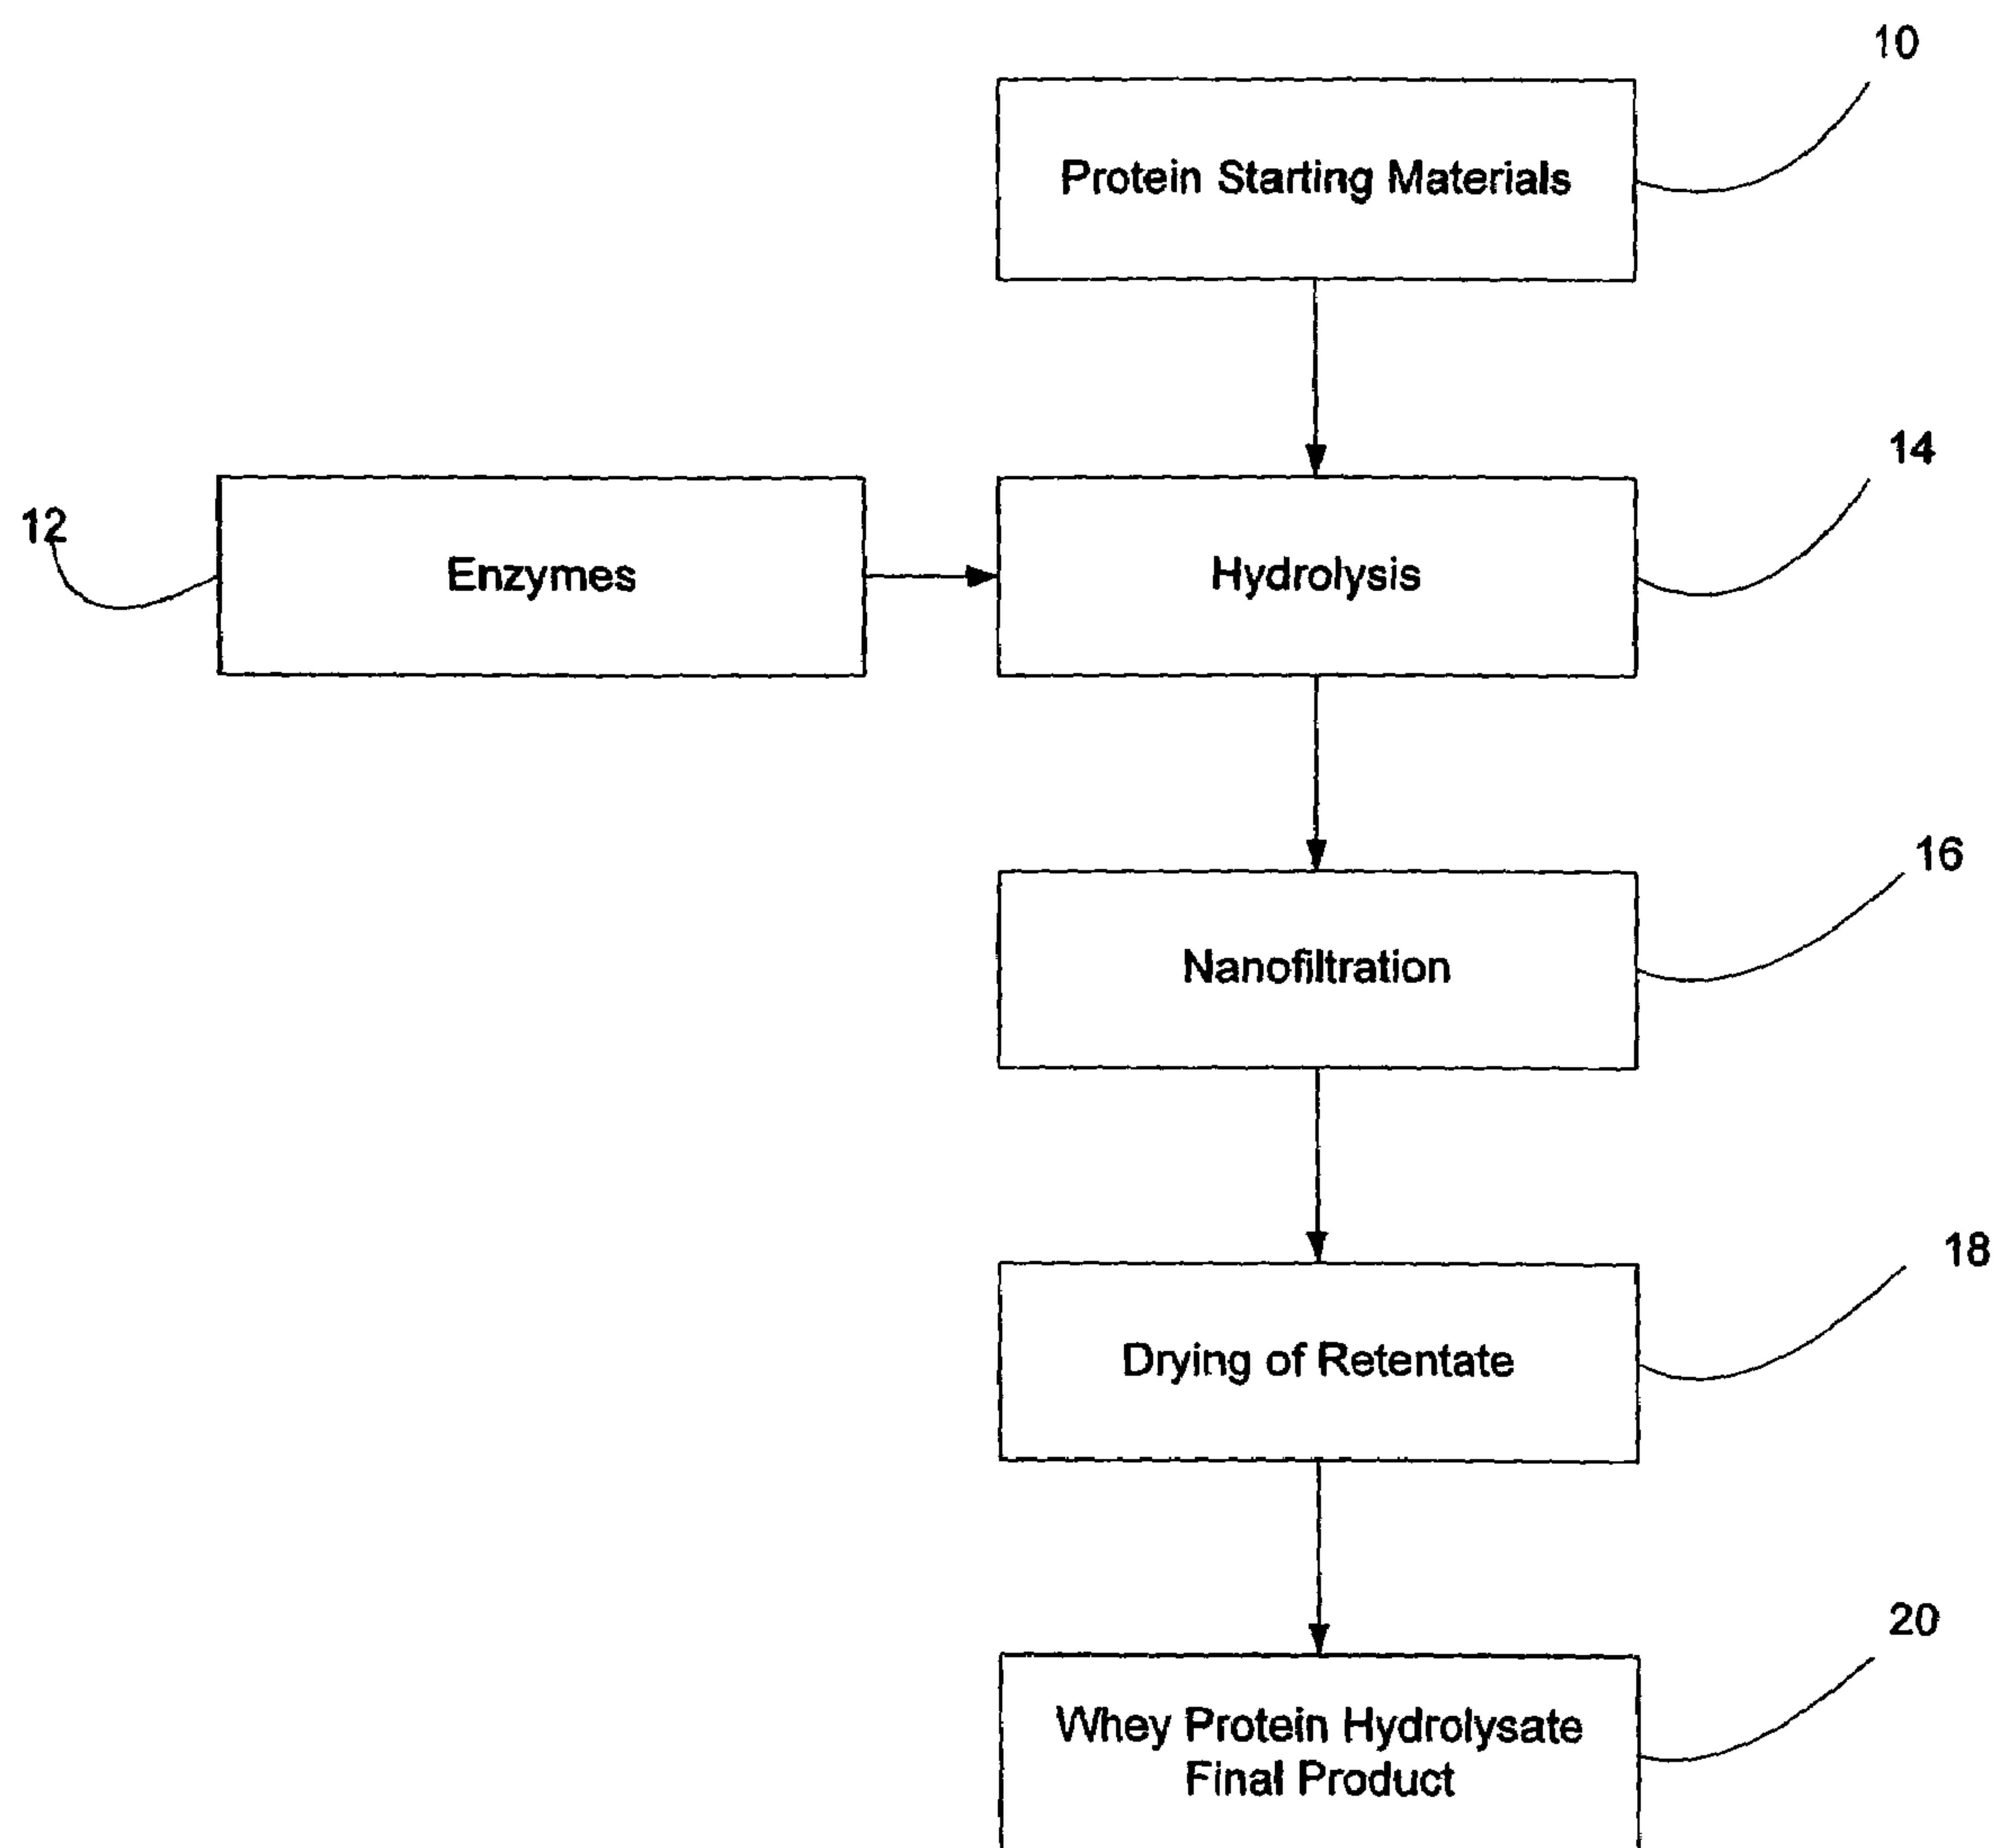 10
Protein Starting Materials
14
12
Enzymes
Hydrolysis
16
Nanofiltration
18
Drying of Retentate
20
Whey Protein Hydrolysate
Final Product